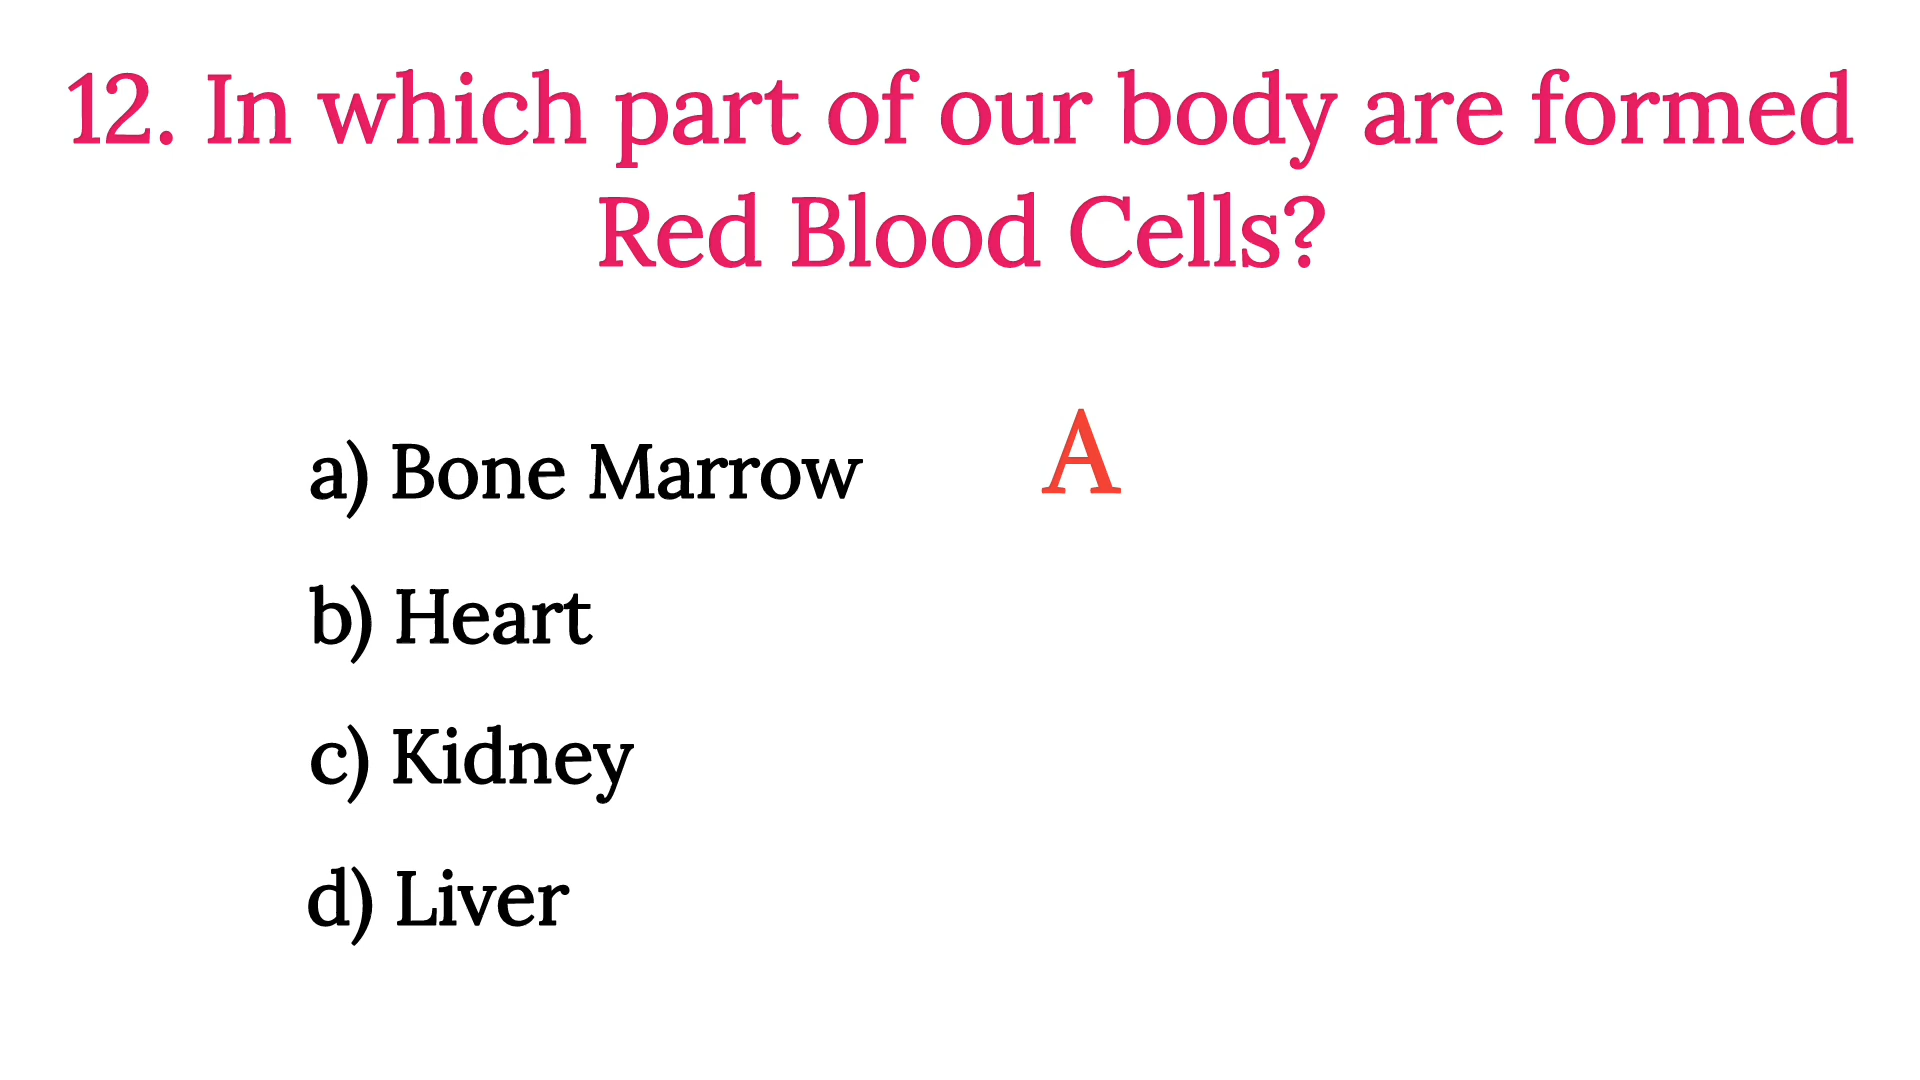 12. In which part of our body are formed
Red Blood Cells?
a) Bone Marrow
A
b) Heart
c) Kidney
d) Liver